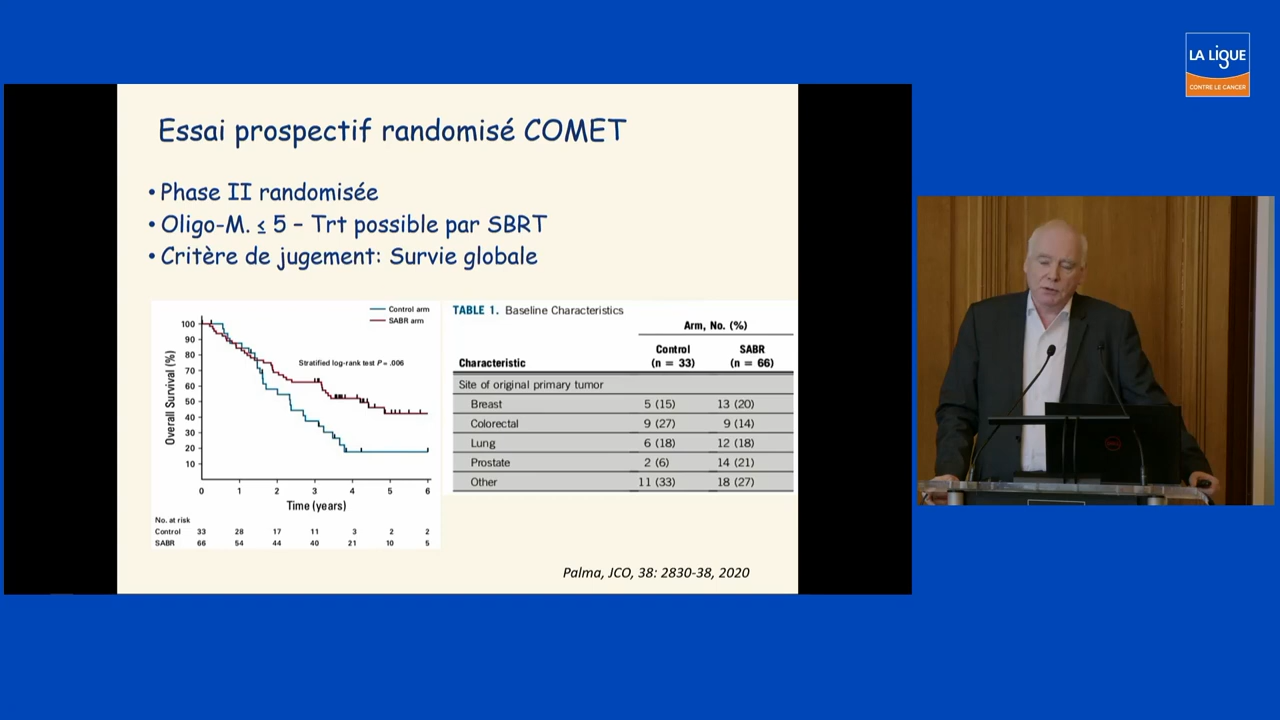 LA LIGUE
CONTRE LE CANCER
Essai prospectif randomisé COMET
• Phase II randomisée
• Oligo-M. ≤ 5 – Trt possible par SBRT
• Critère de jugement: Survie globale
Control arm
SABR arm
Stratified log-rank test P = .006
Overall Survival (%)
100
90
80
70
60
50
40
30
20
10
0 1 2 3 4 5 6
Time (years)
No. at risk
Control 33 28 17 11 3 2 2
SABR 66 54 44 40 21 10 5
TABLE 1. Baseline Characteristics
Arm, No. (%)
Characteristic Control (n = 33) SABR (n = 66)
Site of original primary tumor
Breast 5 (15) 13 (20)
Colorectal 9 (27) 9 (14)
Lung 6 (18) 12 (18)
Prostate 2 (6) 14 (21)
Other 11 (33) 18 (27)
Palma, JCO, 38: 2830-38, 2020